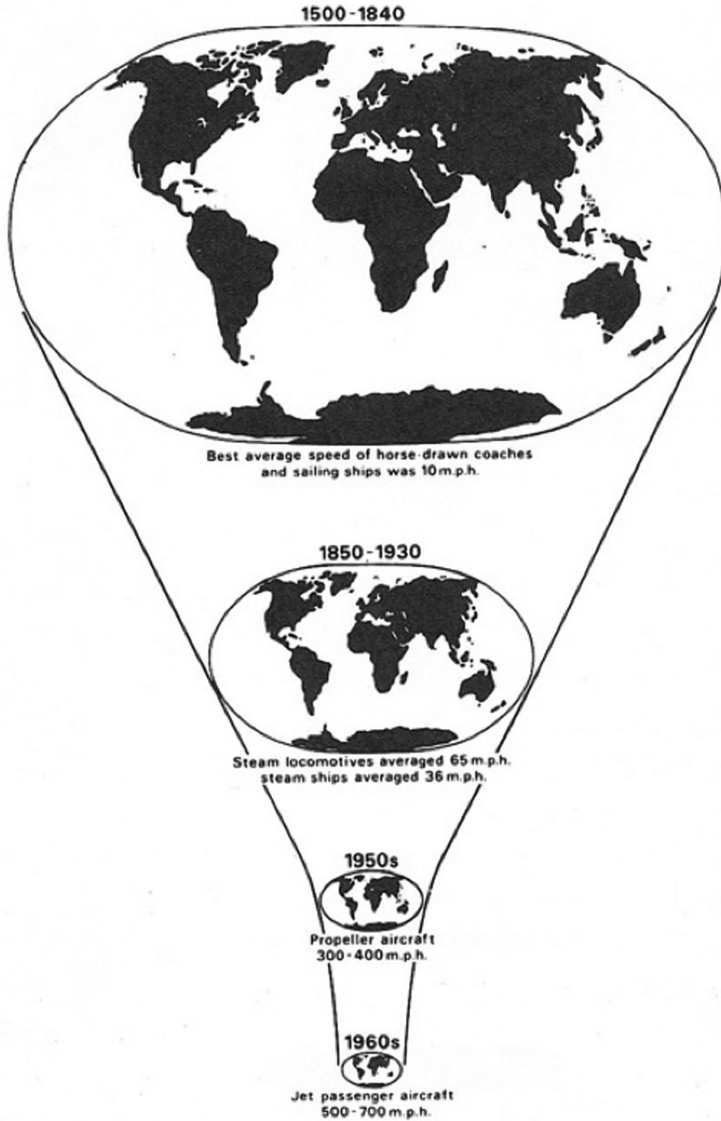 1500-1840
Best average speed of horse-drawn coaches
and sailing ships was 10 m.p.h.
1850-1930
Steam locomotives averaged 65 m.p.h.
steam ships averaged 36 m.p.h.
1950s
Propeller aircraft
300-400 m.p.h.
1960s
Jet passenger aircraft
500-700 m.p.h.